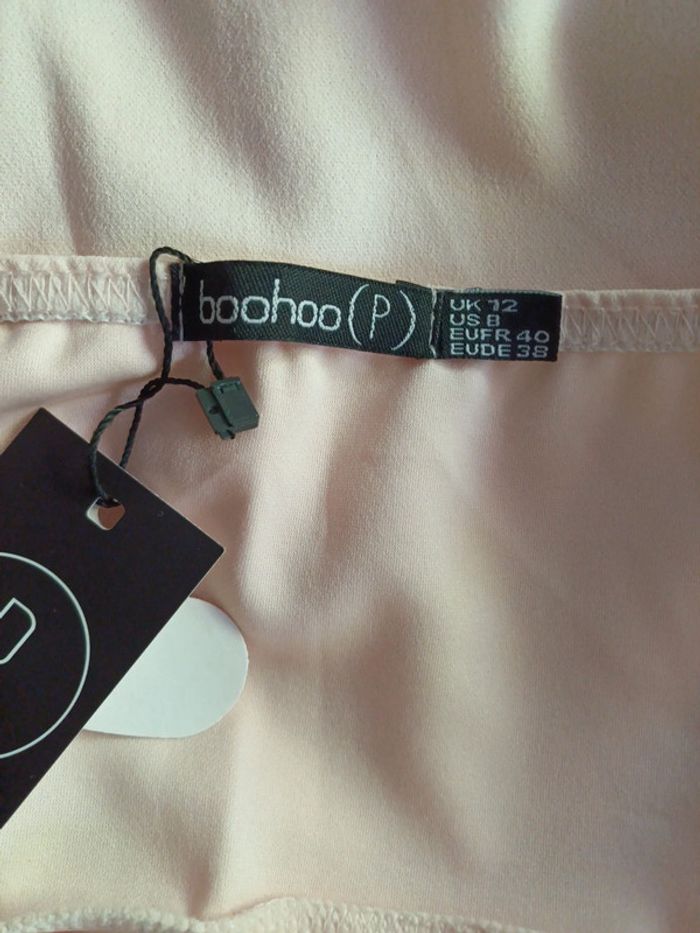 boohoo (P)
UK 12
US 8
EUFR 40
EUDE 38